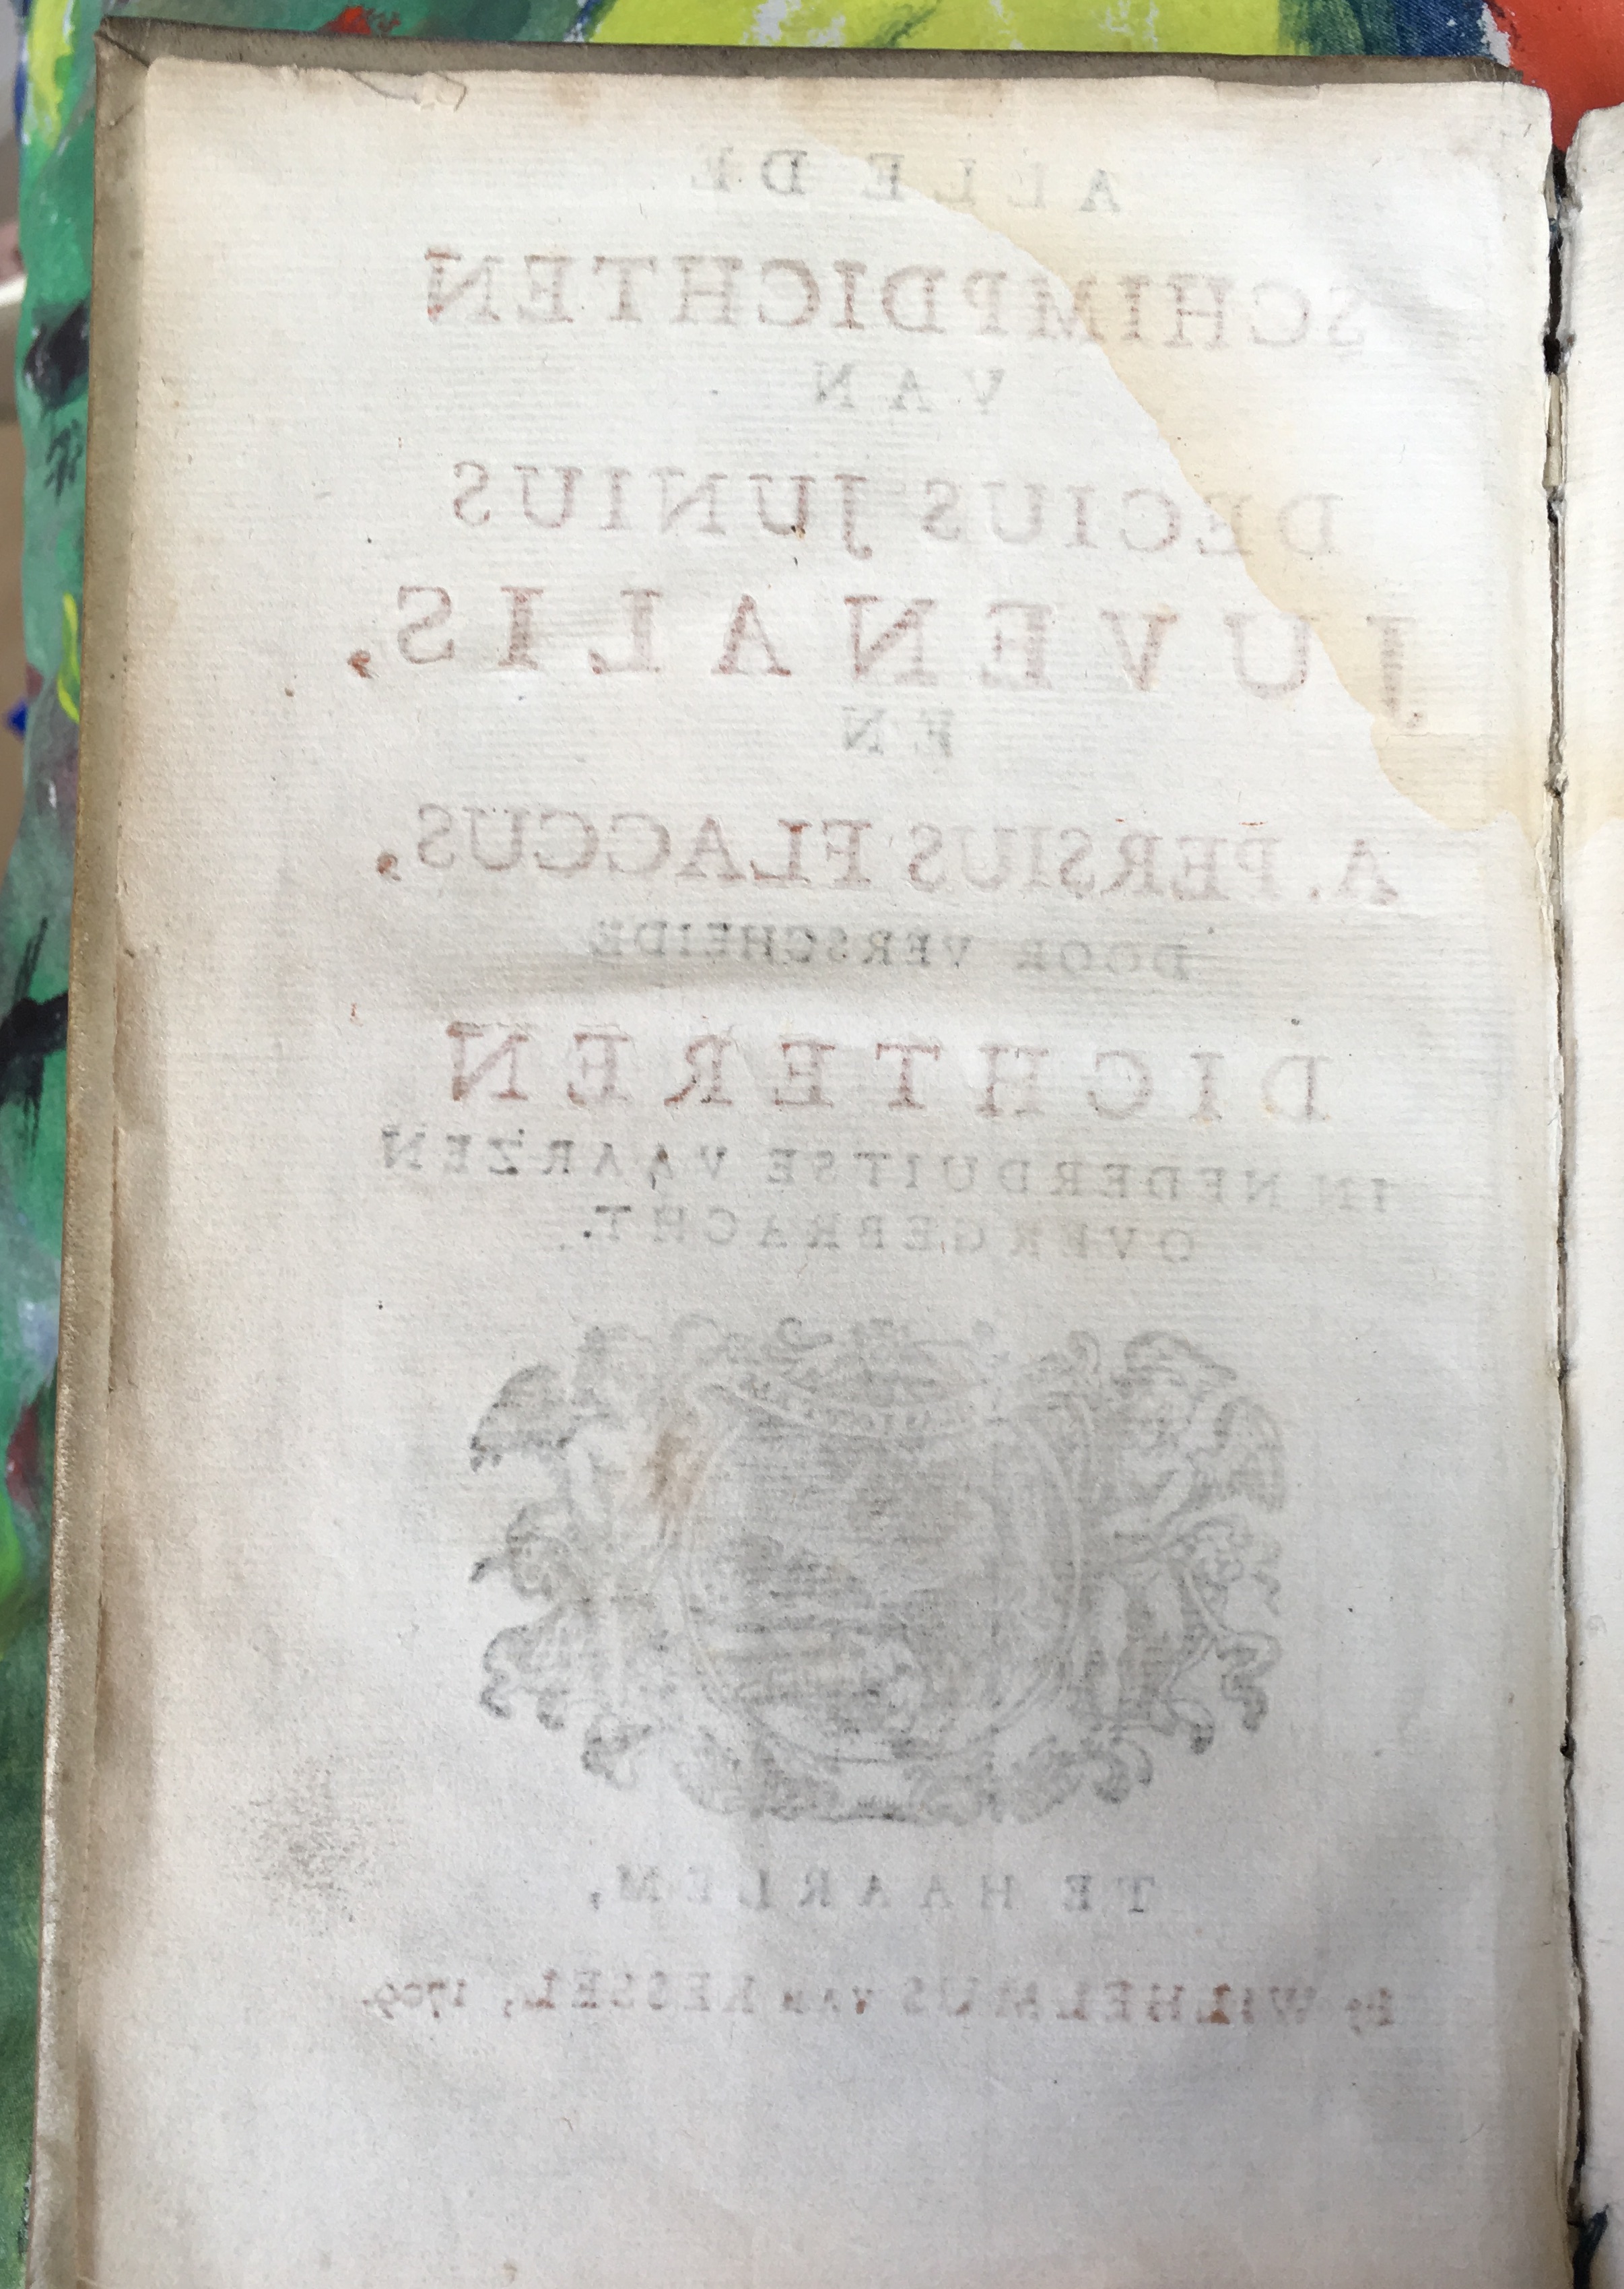 ALLE DE
SCHIMPDICHTEN
VAN
DECIUS JUNIUS
JUVENALIS,
EN
A. PERSIUS FLACCUS,
DOOR VERSCHEIDE
DICHTEREN
IN NEDERDUITSE VAARZEN
OVERGEBRACHT.
TE HAARLEM,
By WILHELMUS VAN KESSEL, 1709.